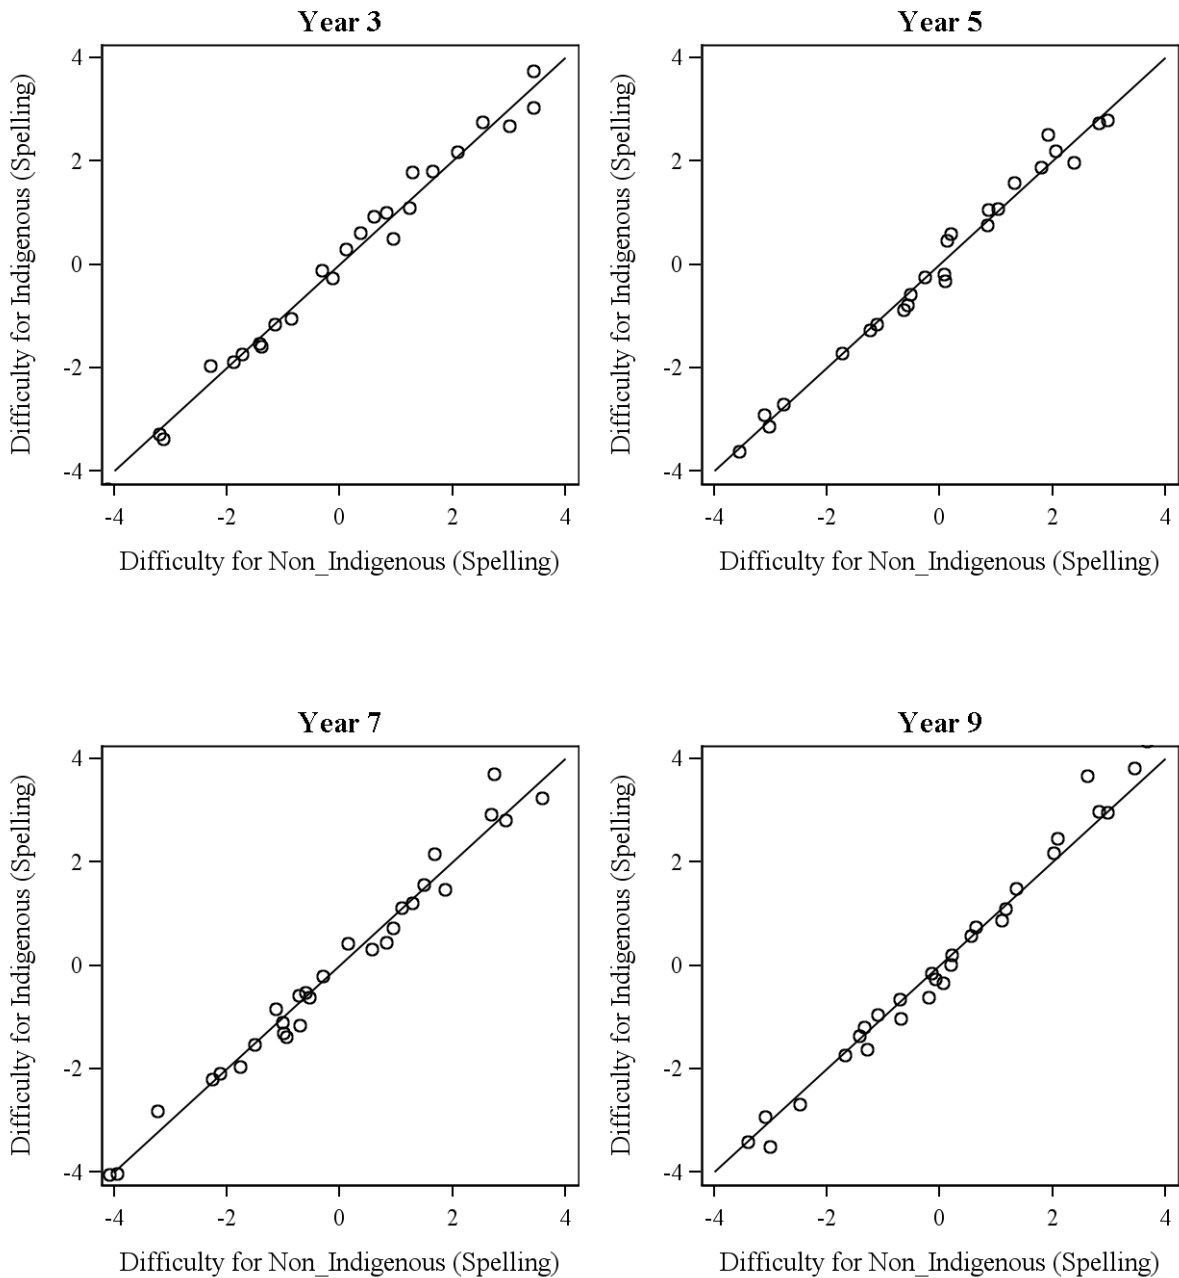 Year 3
Year 5
Difficulty for Indigenous (Spelling)
4
2
0
-2
-4
-4 -2 0 2 4
Difficulty for Non_Indigenous (Spelling)
Difficulty for Indigenous (Spelling)
4
2
0
-2
-4
-4 -2 0 2 4
Difficulty for Non_Indigenous (Spelling)
Year 7
Year 9
Difficulty for Indigenous (Spelling)
4
2
0
-2
-4
-4 -2 0 2 4
Difficulty for Non_Indigenous (Spelling)
Difficulty for Indigenous (Spelling)
4
2
0
-2
-4
-4 -2 0 2 4
Difficulty for Non_Indigenous (Spelling)